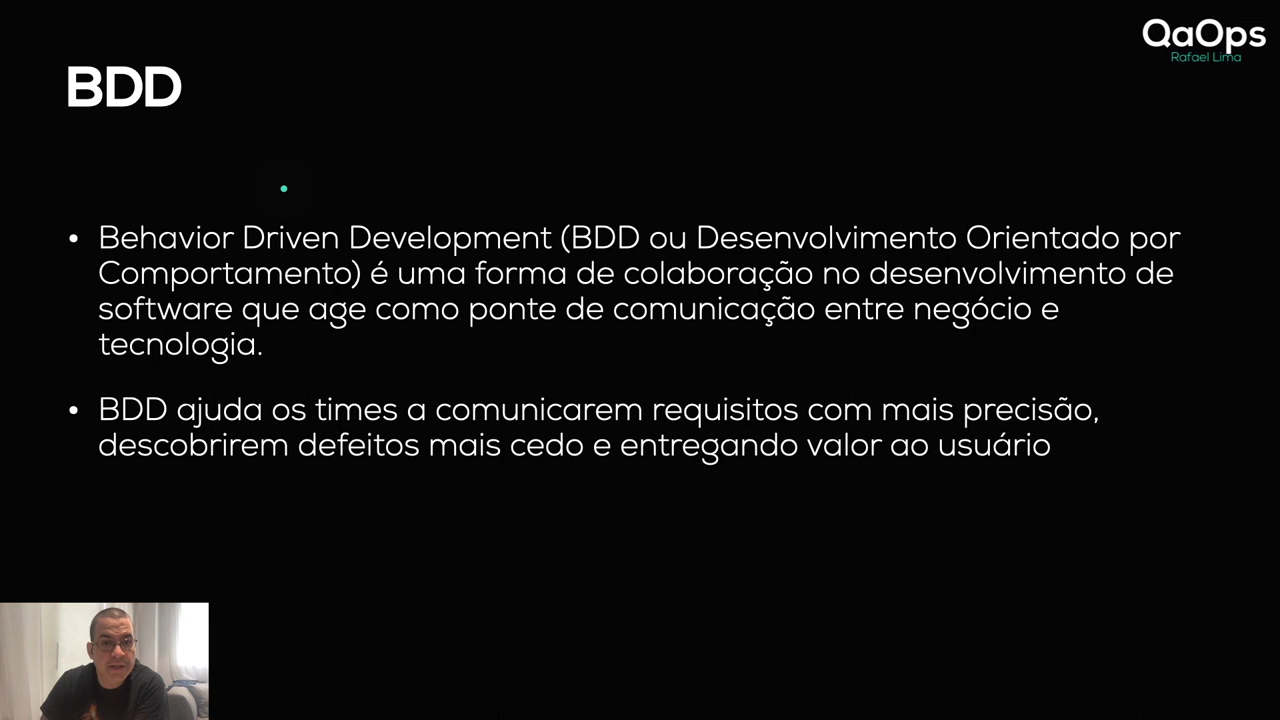 QaOps
Rafael Lima
BDD
• Behavior Driven Development (BDD ou Desenvolvimento Orientado por
Comportamento) é uma forma de colaboração no desenvolvimento de
software que age como ponte de comunicação entre negócio e
tecnologia.
• BDD ajuda os times a comunicarem requisitos com mais precisão,
descobrirem defeitos mais cedo e entregando valor ao usuário